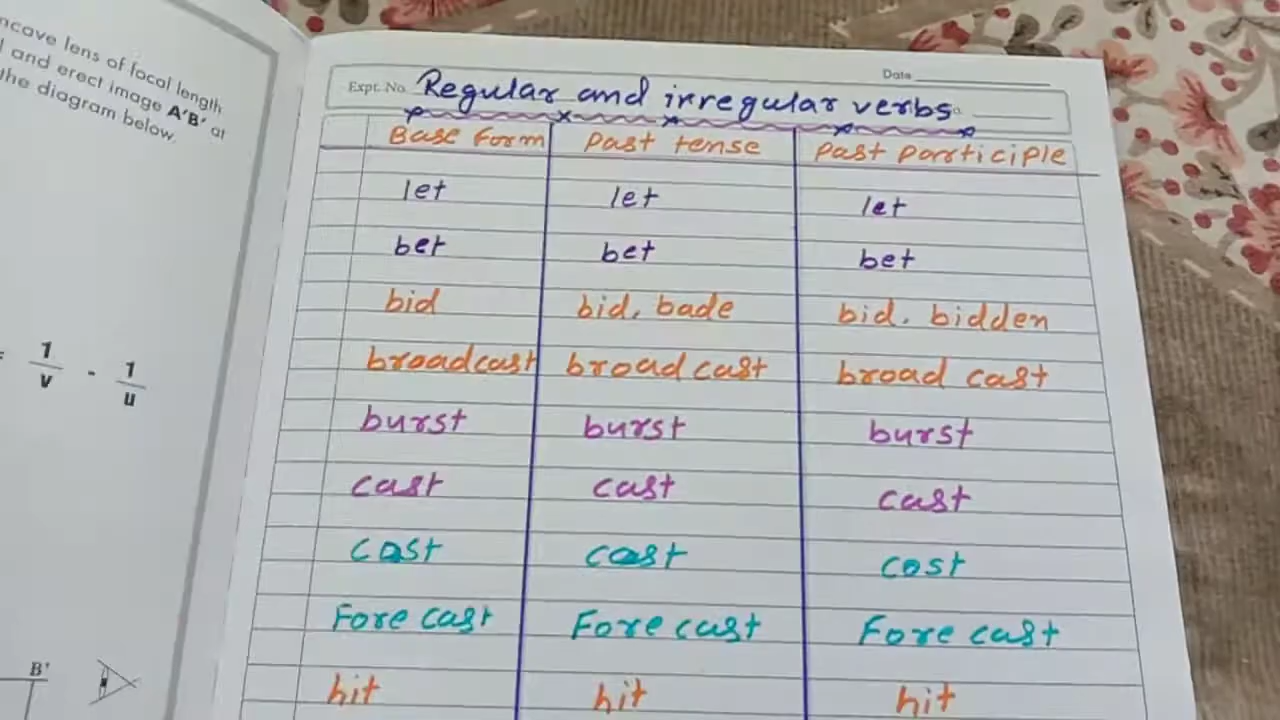 ncave lens of focal length
and erect image A'B' at
the diagram below.
= 1/v - 1/u
B'
Date
Expt. No. Regular and irregular verbs
Base Form Past tense Past participle
let let let
bet bet bet
bid bid, bade bid, bidden
broadcast broad cast broad cast
burst burst burst
cast cast cast
cost cost cost
Fore cast Fore cast Fore cast
hit hit hit